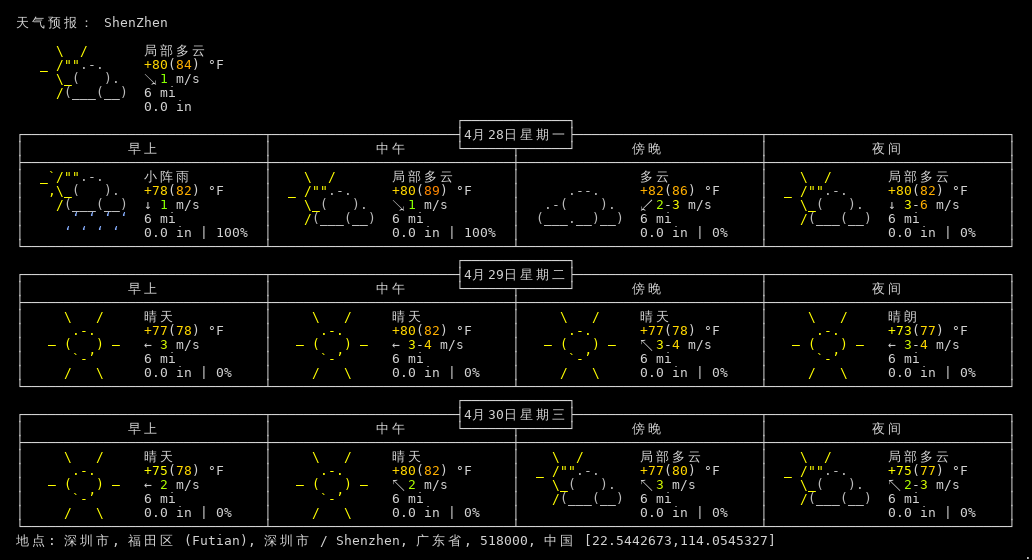 天气预报： ShenZhen
局部多云
+80(84) °F
↘ 1 m/s
6 mi
0.0 in
4月28日星期一
早上 中午 傍晚 夜间
小阵雨 局部多云 多云 局部多云
+78(82) °F +80(89) °F +82(86) °F +80(82) °F
↓ 1 m/s ↘ 1 m/s ↙ 2-3 m/s ↓ 3-6 m/s
6 mi 6 mi 6 mi 6 mi
0.0 in | 100% 0.0 in | 100% 0.0 in | 0% 0.0 in | 0%
4月29日星期二
早上 中午 傍晚 夜间
晴天 晴天 晴天 晴朗
+77(78) °F +80(82) °F +77(78) °F +73(77) °F
← 3 m/s ← 3-4 m/s ↖ 3-4 m/s ← 3-4 m/s
6 mi 6 mi 6 mi 6 mi
0.0 in | 0% 0.0 in | 0% 0.0 in | 0% 0.0 in | 0%
4月30日星期三
早上 中午 傍晚 夜间
晴天 晴天 局部多云 局部多云
+75(78) °F +80(82) °F +77(80) °F +75(77) °F
← 2 m/s ↖ 2 m/s ↖ 3 m/s ↖ 2-3 m/s
6 mi 6 mi 6 mi 6 mi
0.0 in | 0% 0.0 in | 0% 0.0 in | 0% 0.0 in | 0%
地点: 深圳市, 福田区 (Futian), 深圳市 / Shenzhen, 广东省, 518000, 中国 [22.5442673,114.0545327]